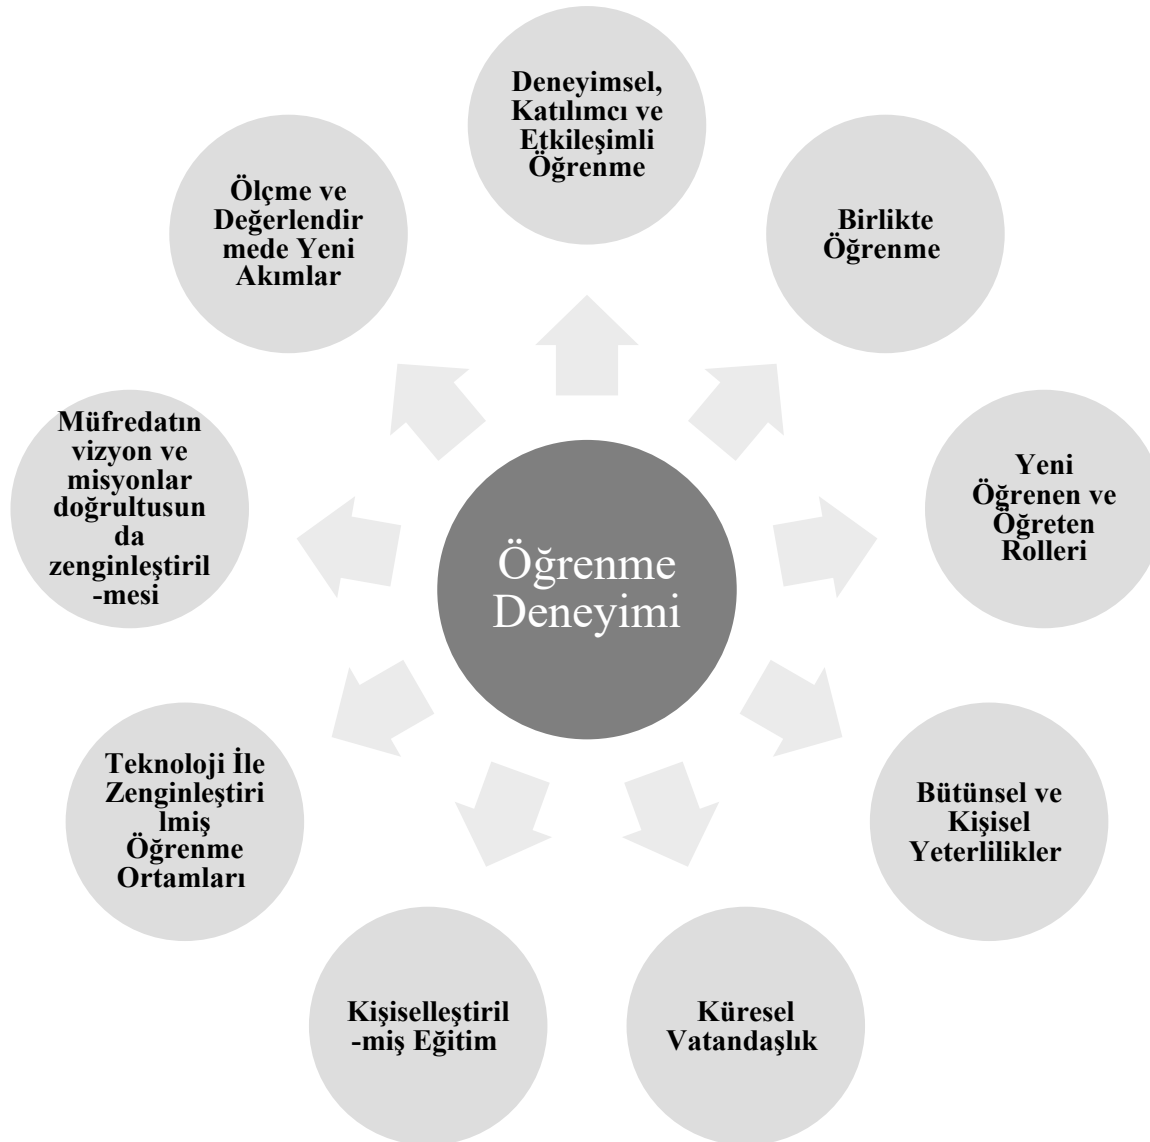 Deneyimsel,
Katılımcı ve
Etkileşimli
Öğrenme
Birlikte
Öğrenme
Yeni
Öğrenen ve
Öğreten
Rolleri
Bütünsel ve
Kişisel
Yeterlilikler
Küresel
Vatandaşlık
Kişiselleştiril
-miş Eğitim
Teknoloji İle
Zenginleştiri
lmiş
Öğrenme
Ortamları
Müfredatın
vizyon ve
misyonlar
doğrultusun
da
zenginleştiril
-mesi
Ölçme ve
Değerlendir
mede Yeni
Akımlar
Öğrenme
Deneyimi